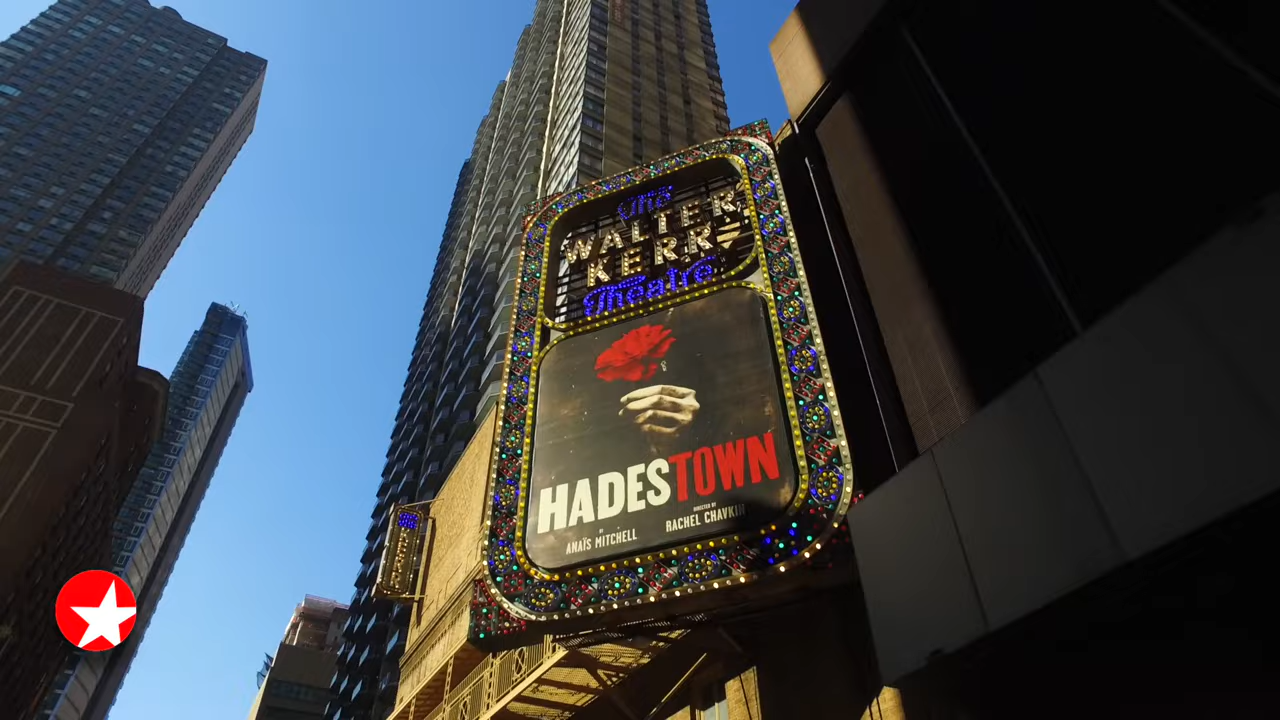 The
WALTER
KERR
Theatre
HADESTOWN
BY
ANAÏS MITCHELL
DIRECTED BY
RACHEL CHAVKIN